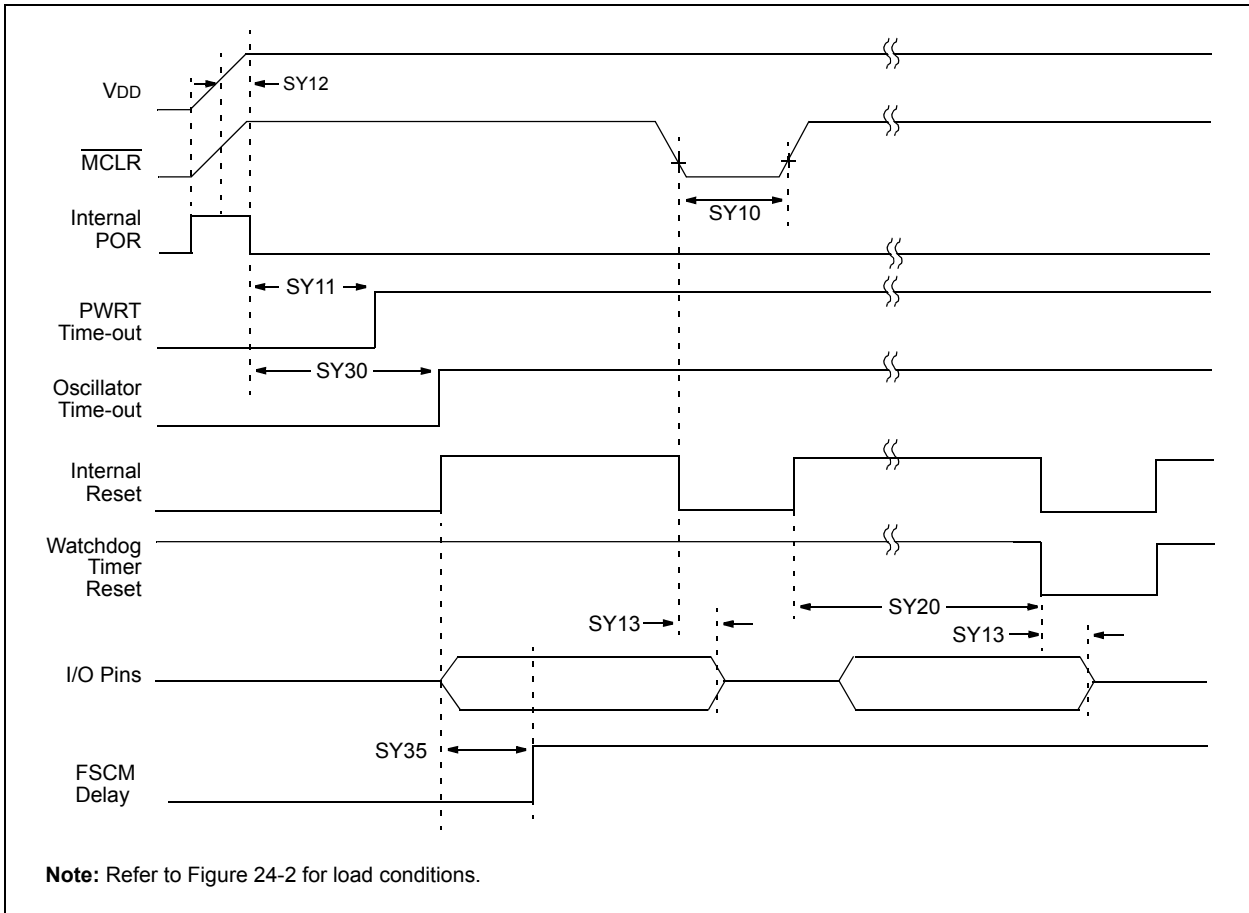 VDD
SY12
MCLR
SY10
Internal
POR
SY11
PWRT
Time-out
SY30
Oscillator
Time-out
Internal
Reset
Watchdog
Timer
Reset
SY20
SY13
SY13
I/O Pins
SY35
FSCM
Delay
Note: Refer to Figure 24-2 for load conditions.